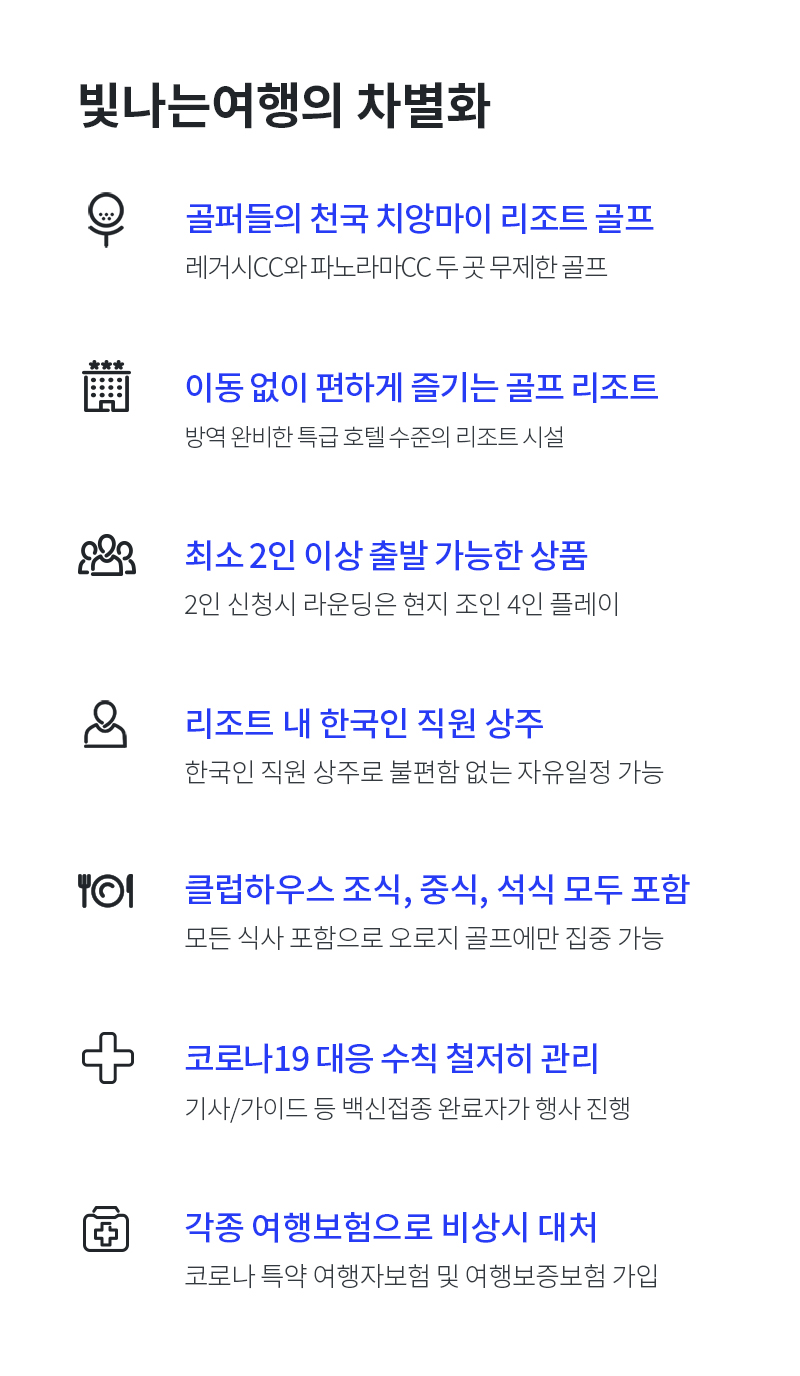 빛나는여행의 차별화
골퍼들의 천국 치앙마이 리조트 골프
레거시CC와 파노라마CC 두 곳 무제한 골프
이동 없이 편하게 즐기는 골프 리조트
방역 완비한 특급 호텔 수준의 리조트 시설
최소 2인 이상 출발 가능한 상품
2인 신청시 라운딩은 현지 조인 4인 플레이
리조트 내 한국인 직원 상주
한국인 직원 상주로 불편함 없는 자유일정 가능
클럽하우스 조식, 중식, 석식 모두 포함
모든 식사 포함으로 오로지 골프에만 집중 가능
코로나19 대응 수칙 철저히 관리
기사/가이드 등 백신접종 완료자가 행사 진행
각종 여행보험으로 비상시 대처
코로나 특약 여행자보험 및 여행보증보험 가입